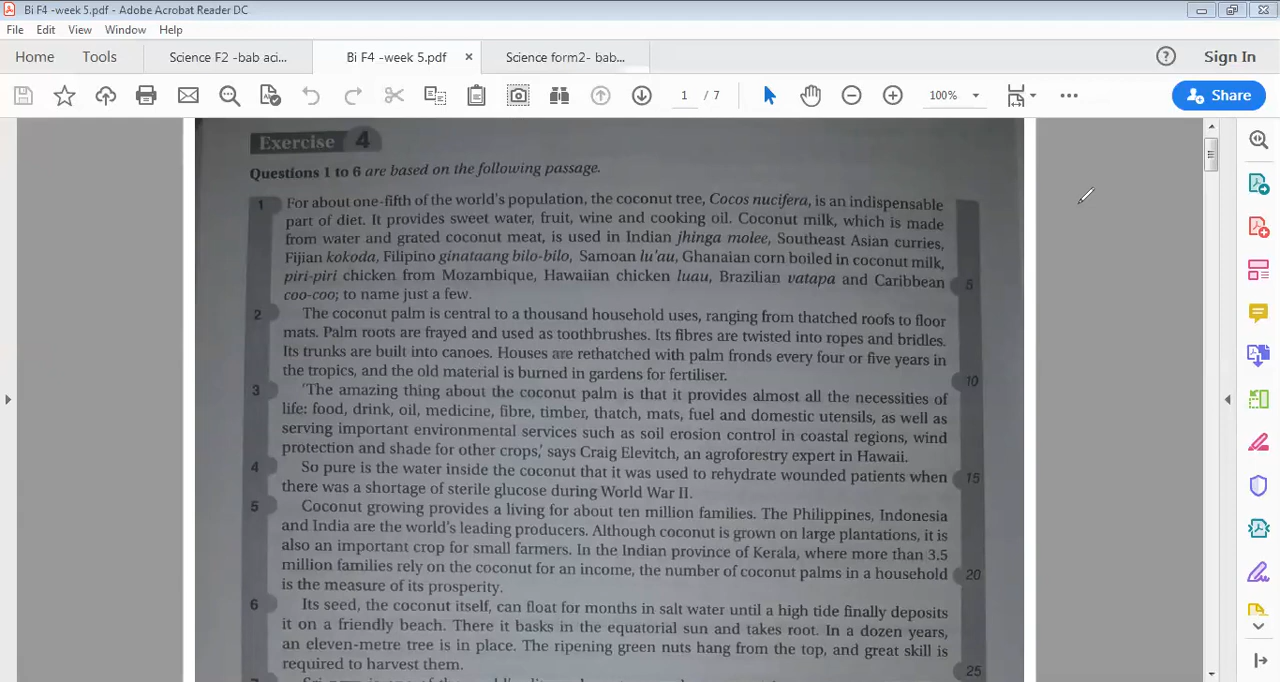 Bi F4 -week 5.pdf - Adobe Acrobat Reader DC
File Edit View Window Help
Home Tools Science F2 -bab aci... Bi F4 -week 5.pdf × Science form2- bab... Sign In
1 / 7 100% Share
Exercise 4
Questions 1 to 6 are based on the following passage.
1 For about one-fifth of the world's population, the coconut tree, Cocos nucifera, is an indispensable
part of diet. It provides sweet water, fruit, wine and cooking oil. Coconut milk, which is made
from water and grated coconut meat, is used in Indian jhinga molee, Southeast Asian curries,
Fijian kokoda, Filipino ginataang bilo-bilo, Samoan lu'au, Ghanaian corn boiled in coconut milk,
piri-piri chicken from Mozambique, Hawaiian chicken luau, Brazilian vatapa and Caribbean 5
coo-coo; to name just a few.
2 The coconut palm is central to a thousand household uses, ranging from thatched roofs to floor
mats. Palm roots are frayed and used as toothbrushes. Its fibres are twisted into ropes and bridles.
Its trunks are built into canoes. Houses are rethatched with palm fronds every four or five years in
the tropics, and the old material is burned in gardens for fertiliser. 10
3 'The amazing thing about the coconut palm is that it provides almost all the necessities of
life: food, drink, oil, medicine, fibre, timber, thatch, mats, fuel and domestic utensils, as well as
serving important environmental services such as soil erosion control in coastal regions, wind
protection and shade for other crops,' says Craig Elevitch, an agroforestry expert in Hawaii.
4 So pure is the water inside the coconut that it was used to rehydrate wounded patients when 15
there was a shortage of sterile glucose during World War II.
5 Coconut growing provides a living for about ten million families. The Philippines, Indonesia
and India are the world's leading producers. Although coconut is grown on large plantations, it is
also an important crop for small farmers. In the Indian province of Kerala, where more than 3.5
million families rely on the coconut for an income, the number of coconut palms in a household 20
is the measure of its prosperity.
6 Its seed, the coconut itself, can float for months in salt water until a high tide finally deposits
it on a friendly beach. There it basks in the equatorial sun and takes root. In a dozen years,
an eleven-metre tree is in place. The ripening green nuts hang from the top, and great skill is
required to harvest them. 25